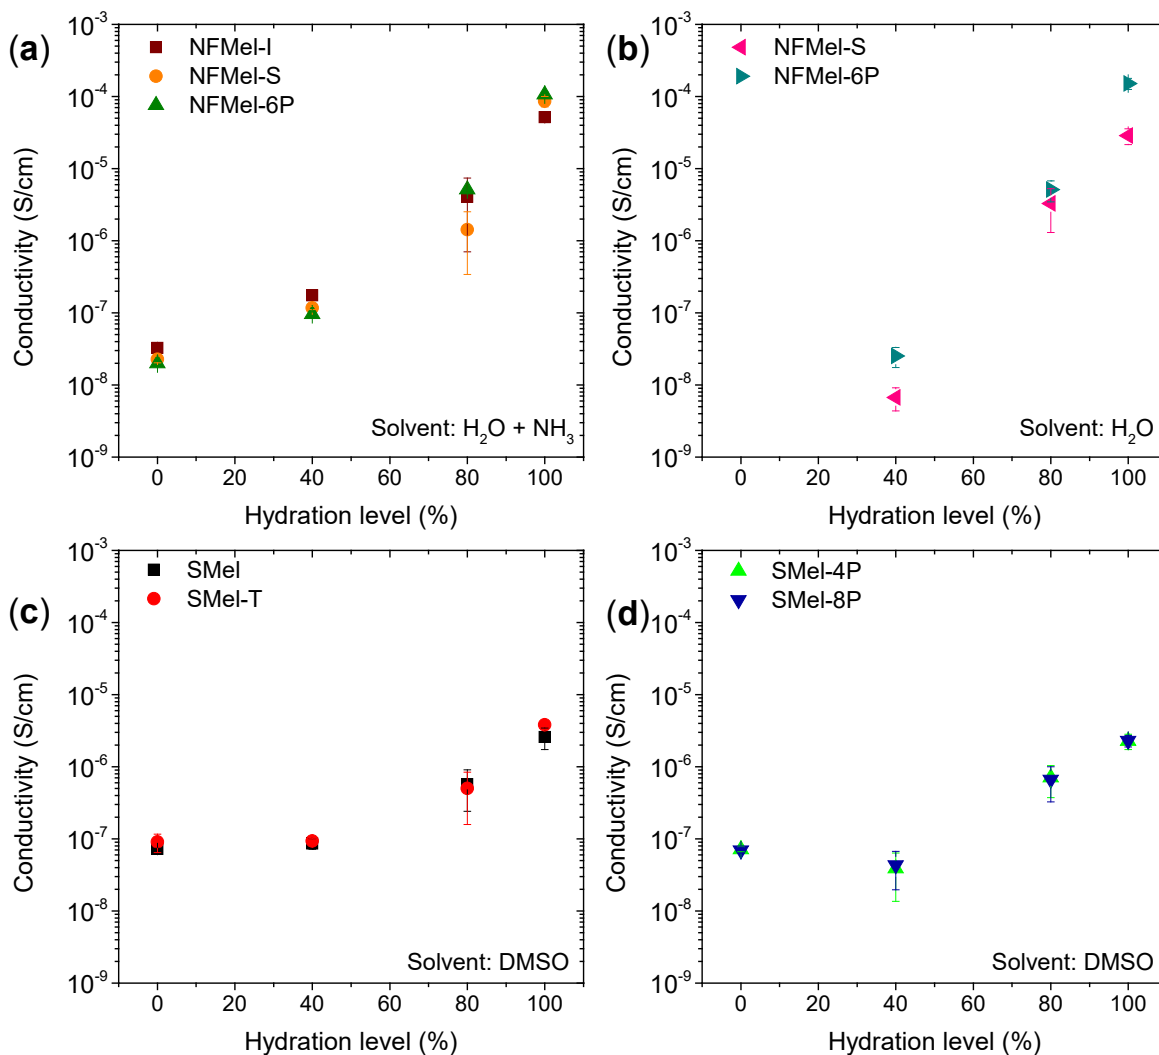 (a)
NFMel-I
NFMel-S
NFMel-6P
10⁻³
10⁻⁴
10⁻⁵
10⁻⁶
10⁻⁷
10⁻⁸
10⁻⁹
Conductivity (S/cm)
Solvent: H₂O + NH₃
0 20 40 60 80 100
Hydration level (%)
(b)
NFMel-S
NFMel-6P
10⁻³
10⁻⁴
10⁻⁵
10⁻⁶
10⁻⁷
10⁻⁸
10⁻⁹
Conductivity (S/cm)
Solvent: H₂O
0 20 40 60 80 100
Hydration level (%)
(c)
SMel
SMel-T
10⁻³
10⁻⁴
10⁻⁵
10⁻⁶
10⁻⁷
10⁻⁸
10⁻⁹
Conductivity (S/cm)
Solvent: DMSO
0 20 40 60 80 100
Hydration level (%)
(d)
SMel-4P
SMel-8P
10⁻³
10⁻⁴
10⁻⁵
10⁻⁶
10⁻⁷
10⁻⁸
10⁻⁹
Conductivity (S/cm)
Solvent: DMSO
0 20 40 60 80 100
Hydration level (%)